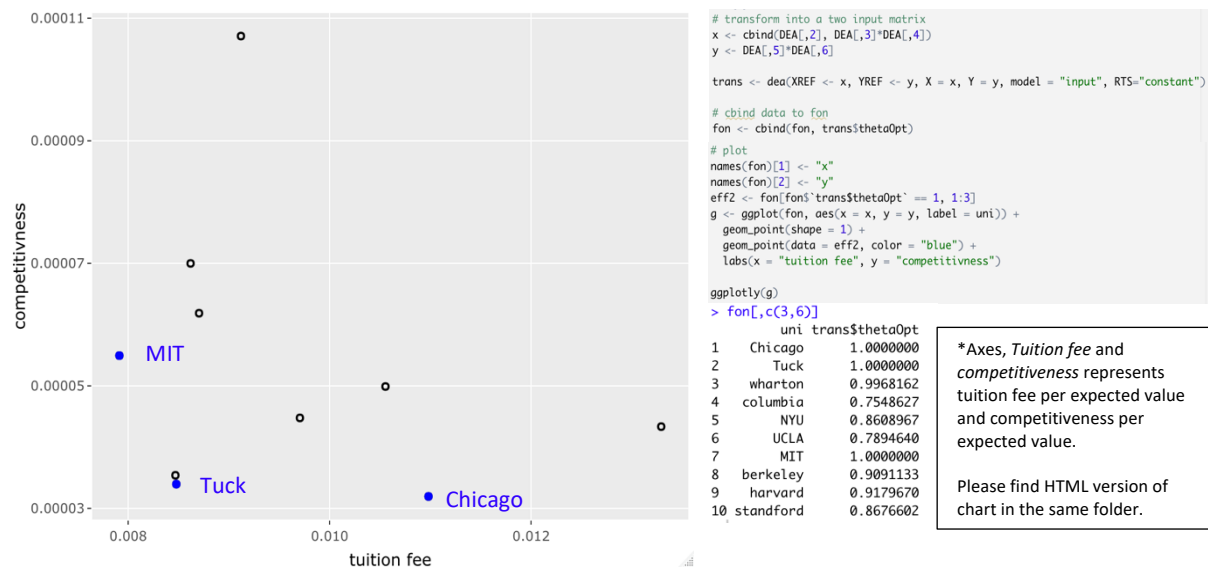 0.00011
0.00009
0.00007
0.00005
0.00003
competitivness
MIT
Tuck
Chicago
0.008
0.010
0.012
tuition fee
# transform into a two input matrix
x <- cbind(DEA[,2], DEA[,3]*DEA[,4])
y <- DEA[,5]*DEA[,6]
trans <- dea(XREF <- x, YREF <- y, X = x, Y = y, model = "input", RTS="constant")
# cbind data to fon
fon <- cbind(fon, trans$thetaOpt)
# plot
names(fon)[1] <- "x"
names(fon)[2] <- "y"
eff2 <- fon[fon$`trans$thetaOpt` == 1, 1:3]
g <- ggplot(fon, aes(x = x, y = y, label = uni)) +
geom_point(shape = 1) +
geom_point(data = eff2, color = "blue") +
labs(x = "tuition fee", y = "competitivness")
ggplotly(g)
> fon[,c(3,6)]
uni trans$thetaOpt
1 Chicago 1.0000000
2 Tuck 1.0000000
3 wharton 0.9968162
4 columbia 0.7548627
5 NYU 0.8608967
6 UCLA 0.7894640
7 MIT 1.0000000
8 berkeley 0.9091133
9 harvard 0.9179670
10 standford 0.8676602
*Axes, Tuition fee and
competitiveness represents
tuition fee per expected value
and competitiveness per
expected value.
Please find HTML version of
chart in the same folder.